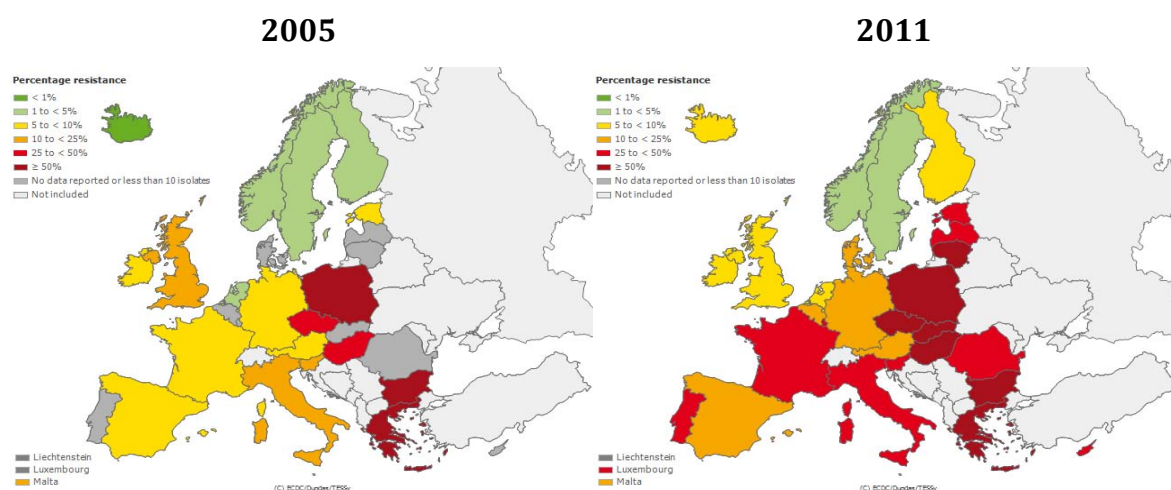 2005
2011
Percentage resistance
< 1%
1 to < 5%
5 to < 10%
10 to < 25%
25 to < 50%
≥ 50%
No data reported or less than 10 isolates
Not included
Liechtenstein
Luxembourg
Malta
(C) ECDC/Dundas/TESSy
Percentage resistance
< 1%
1 to < 5%
5 to < 10%
10 to < 25%
25 to < 50%
≥ 50%
No data reported or less than 10 isolates
Not included
Liechtenstein
Luxembourg
Malta
(C) ECDC/Dundas/TESSy